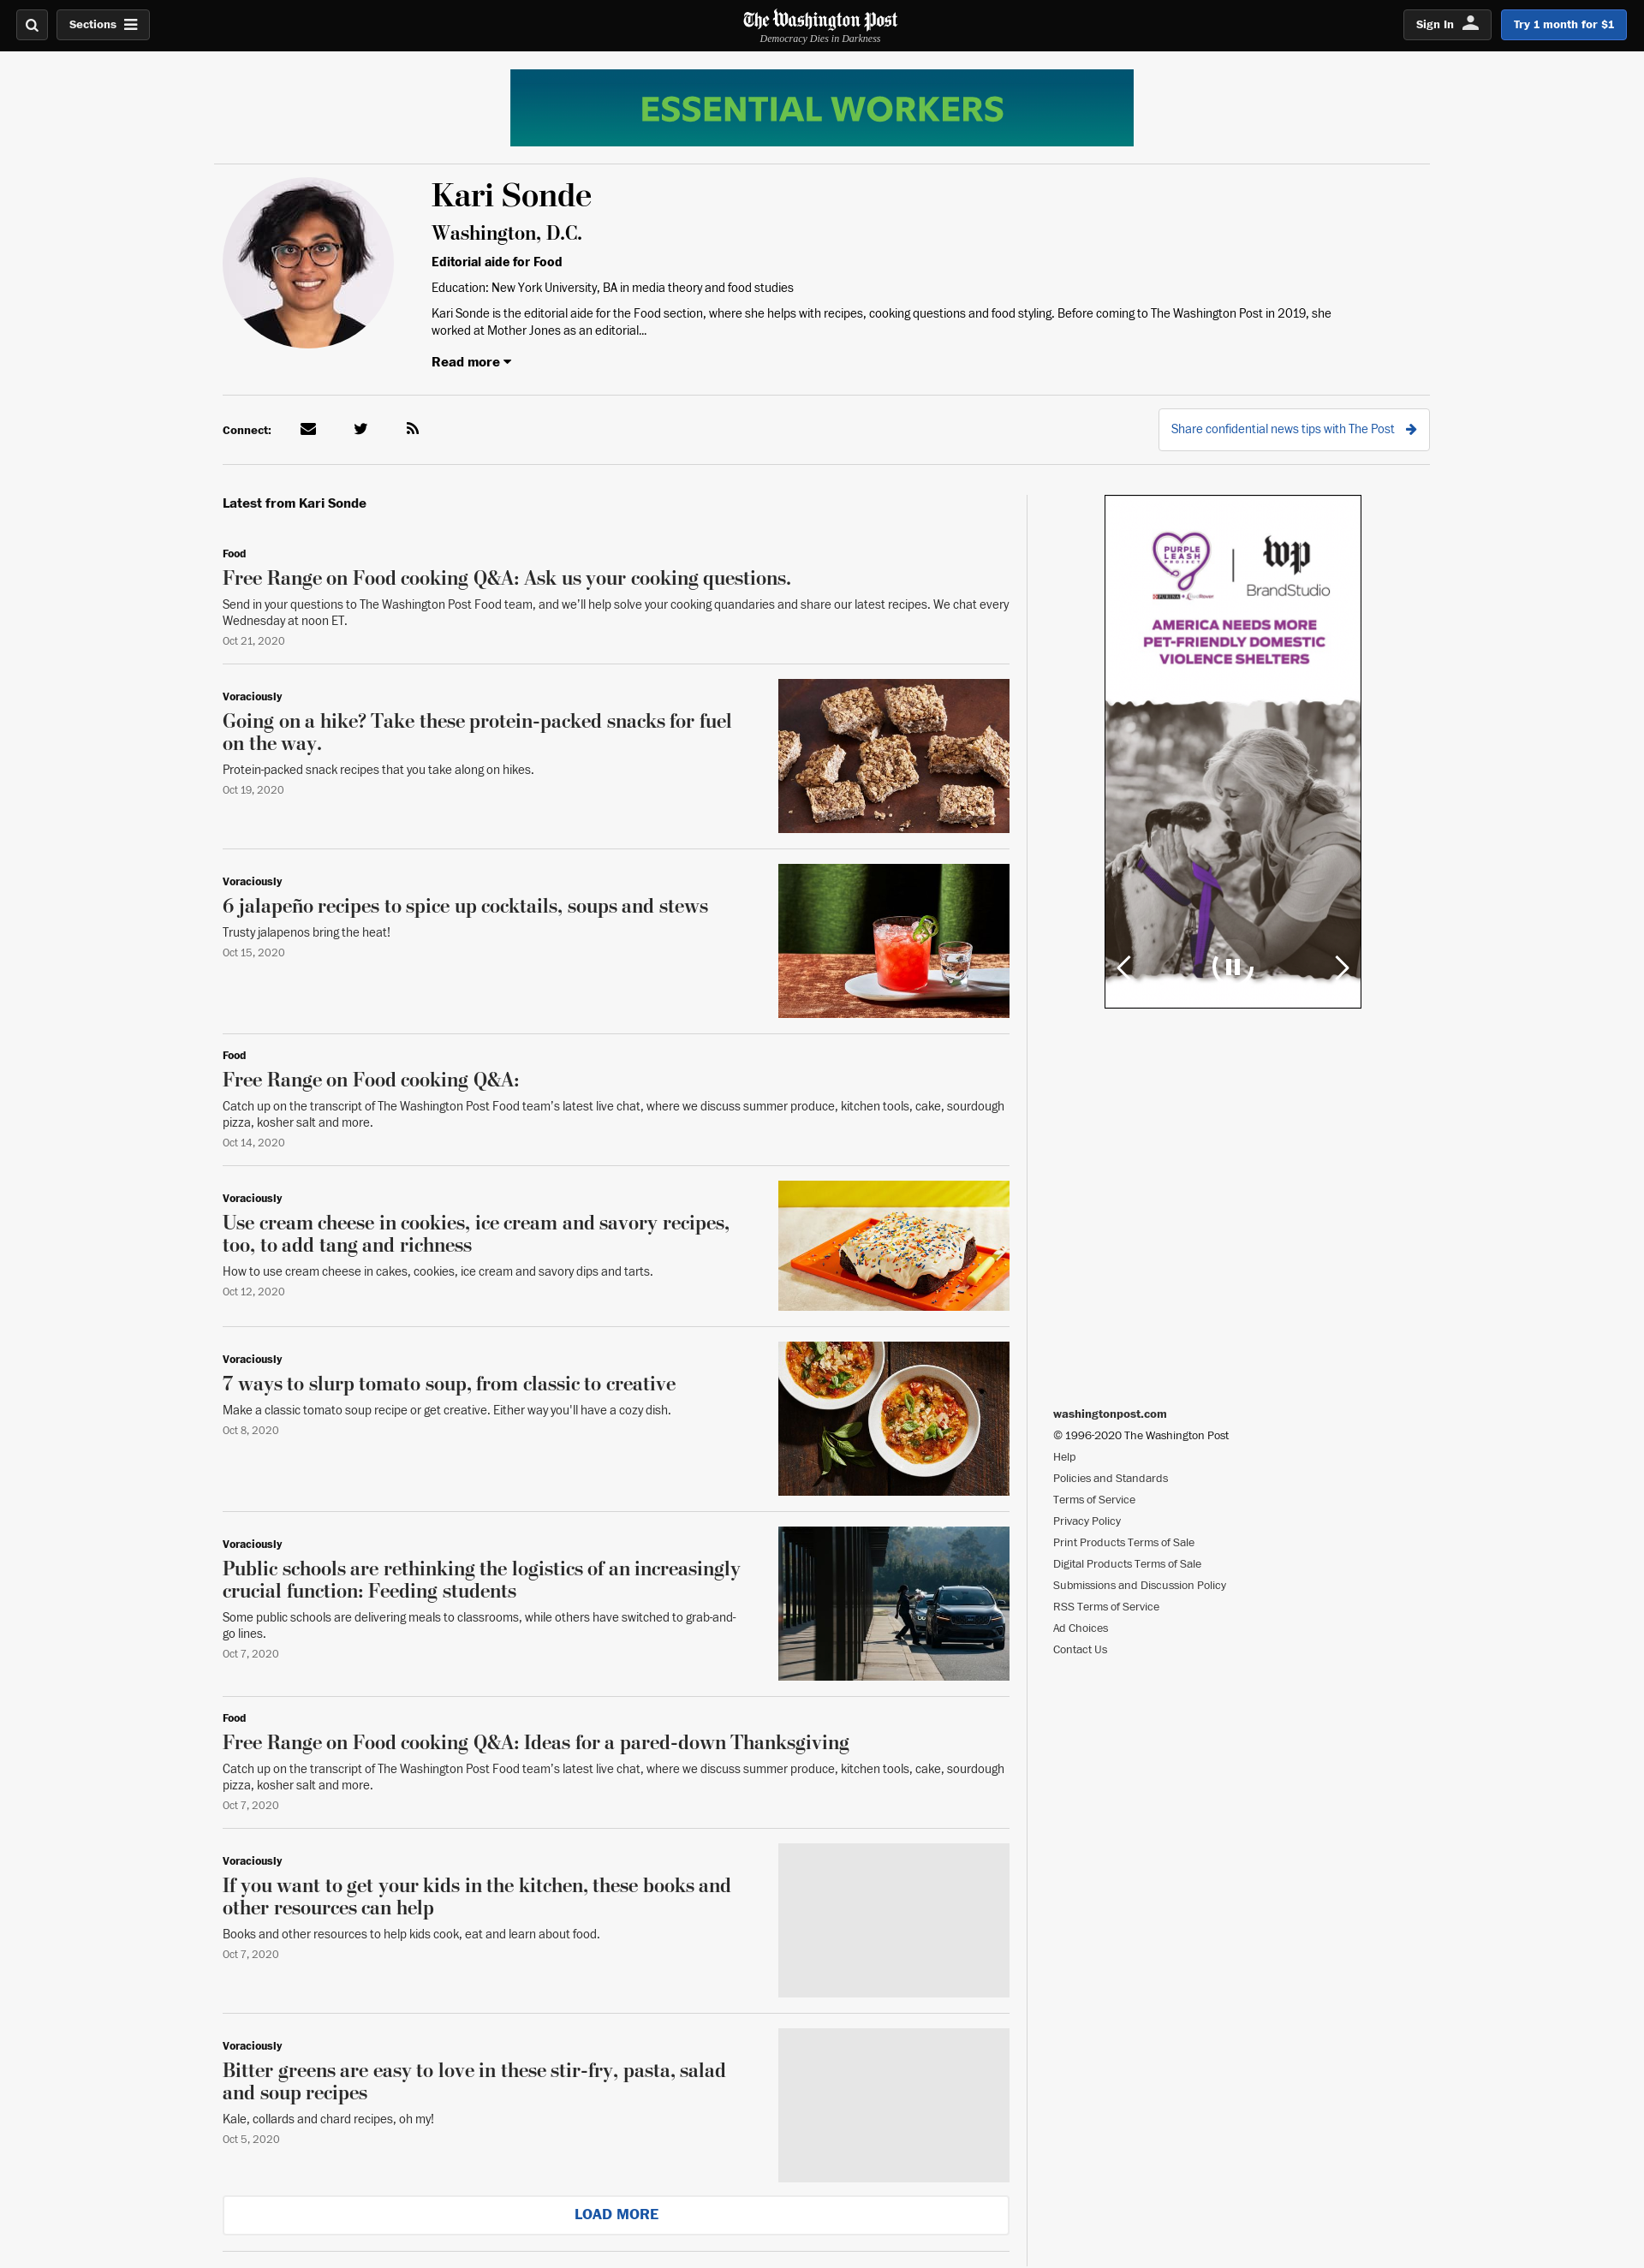 Sections
The Washington Post
Democracy Dies in Darkness
Sign In
Try 1 month for $1
ESSENTIAL WORKERS
Kari Sonde
Washington, D.C.
Editorial aide for Food
Education: New York University, BA in media theory and food studies
Kari Sonde is the editorial aide for the Food section, where she helps with recipes, cooking questions and food styling. Before coming to The Washington Post in 2019, she
worked at Mother Jones as an editorial...
Read more
Connect:
Share confidential news tips with The Post
Latest from Kari Sonde
Food
Free Range on Food cooking Q&A: Ask us your cooking questions.
Send in your questions to The Washington Post Food team, and we'll help solve your cooking quandaries and share our latest recipes. We chat every
Wednesday at noon ET.
Oct 21, 2020
Voraciously
Going on a hike? Take these protein-packed snacks for fuel
on the way.
Protein-packed snack recipes that you take along on hikes.
Oct 19, 2020
Voraciously
6 jalapeño recipes to spice up cocktails, soups and stews
Trusty jalapenos bring the heat!
Oct 15, 2020
Food
Free Range on Food cooking Q&A:
Catch up on the transcript of The Washington Post Food team's latest live chat, where we discuss summer produce, kitchen tools, cake, sourdough
pizza, kosher salt and more.
Oct 14, 2020
Voraciously
Use cream cheese in cookies, ice cream and savory recipes,
too, to add tang and richness
How to use cream cheese in cakes, cookies, ice cream and savory dips and tarts.
Oct 12, 2020
Voraciously
7 ways to slurp tomato soup, from classic to creative
Make a classic tomato soup recipe or get creative. Either way you'll have a cozy dish.
Oct 8, 2020
Voraciously
Public schools are rethinking the logistics of an increasingly
crucial function: Feeding students
Some public schools are delivering meals to classrooms, while others have switched to grab-and-
go lines.
Oct 7, 2020
Food
Free Range on Food cooking Q&A: Ideas for a pared-down Thanksgiving
Catch up on the transcript of The Washington Post Food team's latest live chat, where we discuss summer produce, kitchen tools, cake, sourdough
pizza, kosher salt and more.
Oct 7, 2020
Voraciously
If you want to get your kids in the kitchen, these books and
other resources can help
Books and other resources to help kids cook, eat and learn about food.
Oct 7, 2020
Voraciously
Bitter greens are easy to love in these stir-fry, pasta, salad
and soup recipes
Kale, collards and chard recipes, oh my!
Oct 5, 2020
LOAD MORE
PURPLE
LEASH
PROJECT
PURINA
wp
BrandStudio
AMERICA NEEDS MORE
PET-FRIENDLY DOMESTIC
VIOLENCE SHELTERS
washingtonpost.com
© 1996-2020 The Washington Post
Help
Policies and Standards
Terms of Service
Privacy Policy
Print Products Terms of Sale
Digital Products Terms of Sale
Submissions and Discussion Policy
RSS Terms of Service
Ad Choices
Contact Us